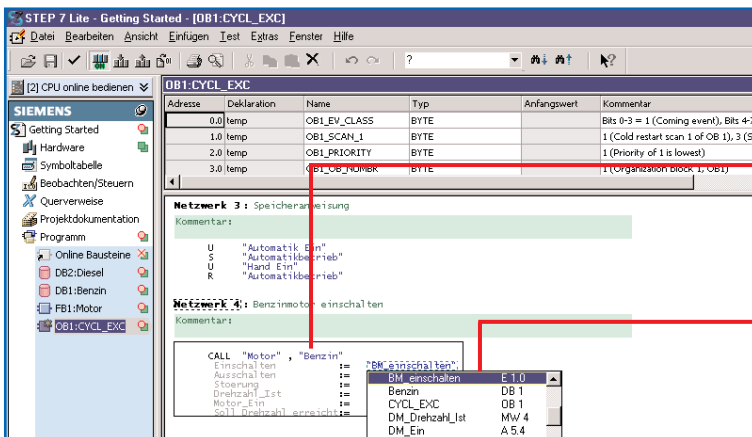 STEP 7 Lite - Getting Started - [OB1:CYCL_EXC]
Datei Bearbeiten Ansicht Einfügen Test Extras Fenster Hilfe
?
[2] CPU online bedienen
OB1:CYCL_EXC
SIEMENS
Getting Started
Hardware
Symboltabelle
Beobachten/Steuern
Querverweise
Projektdokumentation
Programm
Online Bausteine
DB2:Diesel
DB1:Benzin
FB1:Motor
OB1:CYCL_EXC
Adresse Deklaration Name Typ Anfangswert Kommentar
0.0 temp OB1_EV_CLASS BYTE Bits 0-3 = 1 (Coming event), Bits 4-7
1.0 temp OB1_SCAN_1 BYTE 1 (Cold restart scan 1 of OB 1), 3 (S
2.0 temp OB1_PRIORITY BYTE 1 (Priority of 1 is lowest)
3.0 temp OB1_OB_NUMBR BYTE 1 (Organization block 1, OB1)
Netzwerk 3 : Speicheranweisung
Kommentar:
U "Automatik Ein"
S "Automatikbetrieb"
U "Hand Ein"
R "Automatikbetrieb"
Netzwerk 4 : Benzinmotor einschalten
Kommentar:
CALL "Motor" , "Benzin"
Einschalten := "BM_einschalten"
Ausschalten :=
Stoerung :=
Drehzahl_Ist :=
Motor_Ein :=
Soll_Drehzahl_erreicht:=
BM_einschalten E 1.0
Benzin DB 1
CYCL_EXC OB 1
DM_Drehzahl_Ist MW 4
DM_Ein A 5.4